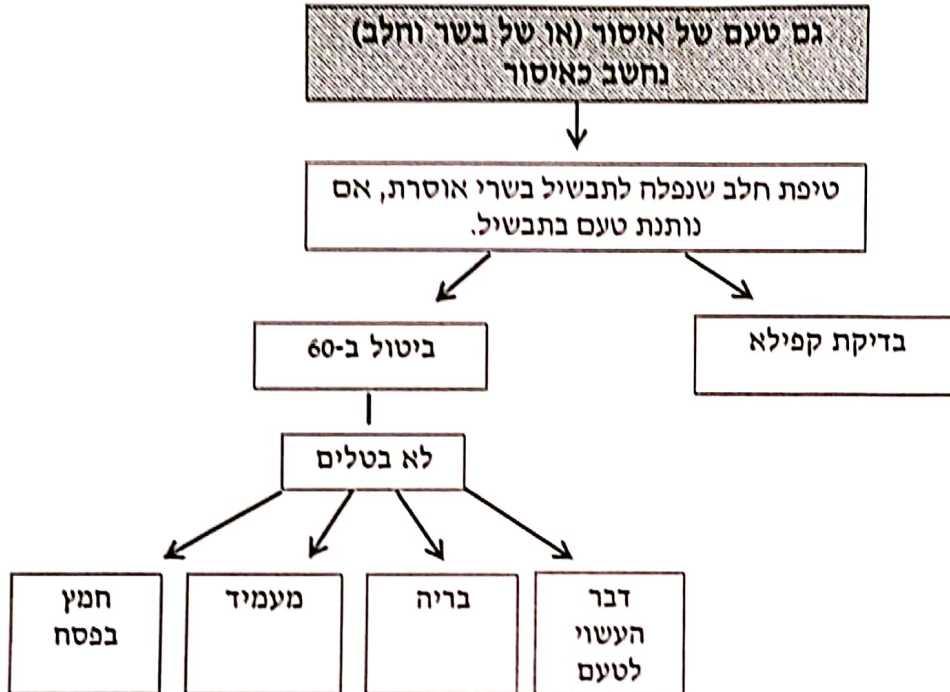 גם טעם של איסור (או של בשר וחלב)
נחשב כאיסור
טיפת חלב שנפלה לתבשיל בשרי אוסרת, אם
נותנת טעם בתבשיל.
בדיקת קפילא
ביטול ב-60
לא בטלים
דבר
העשוי
לטעם
בריה
מעמיד
חמץ
בפסח